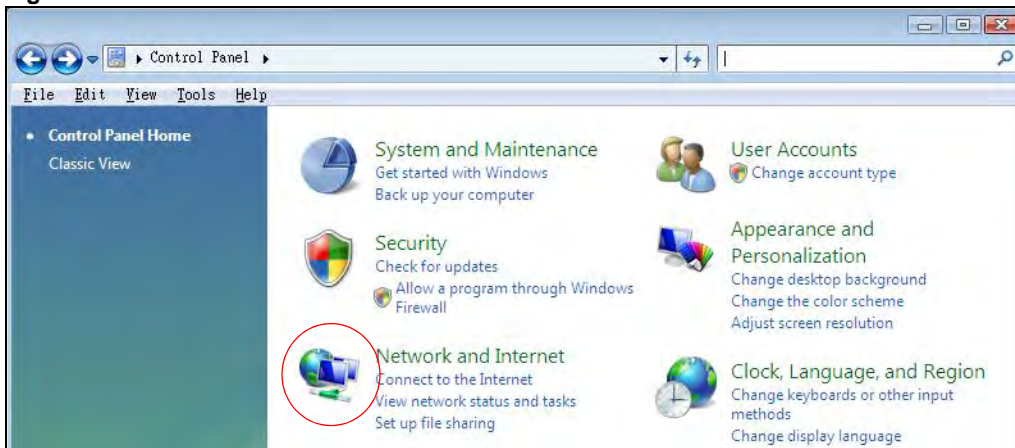 Control Panel
File Edit View Tools Help
Control Panel Home
Classic View
System and Maintenance
Get started with Windows
Back up your computer
Security
Check for updates
Allow a program through Windows
Firewall
Network and Internet
Connect to the Internet
View network status and tasks
Set up file sharing
User Accounts
Change account type
Appearance and
Personalization
Change desktop background
Change the color scheme
Adjust screen resolution
Clock, Language, and Region
Change keyboards or other input
methods
Change display language